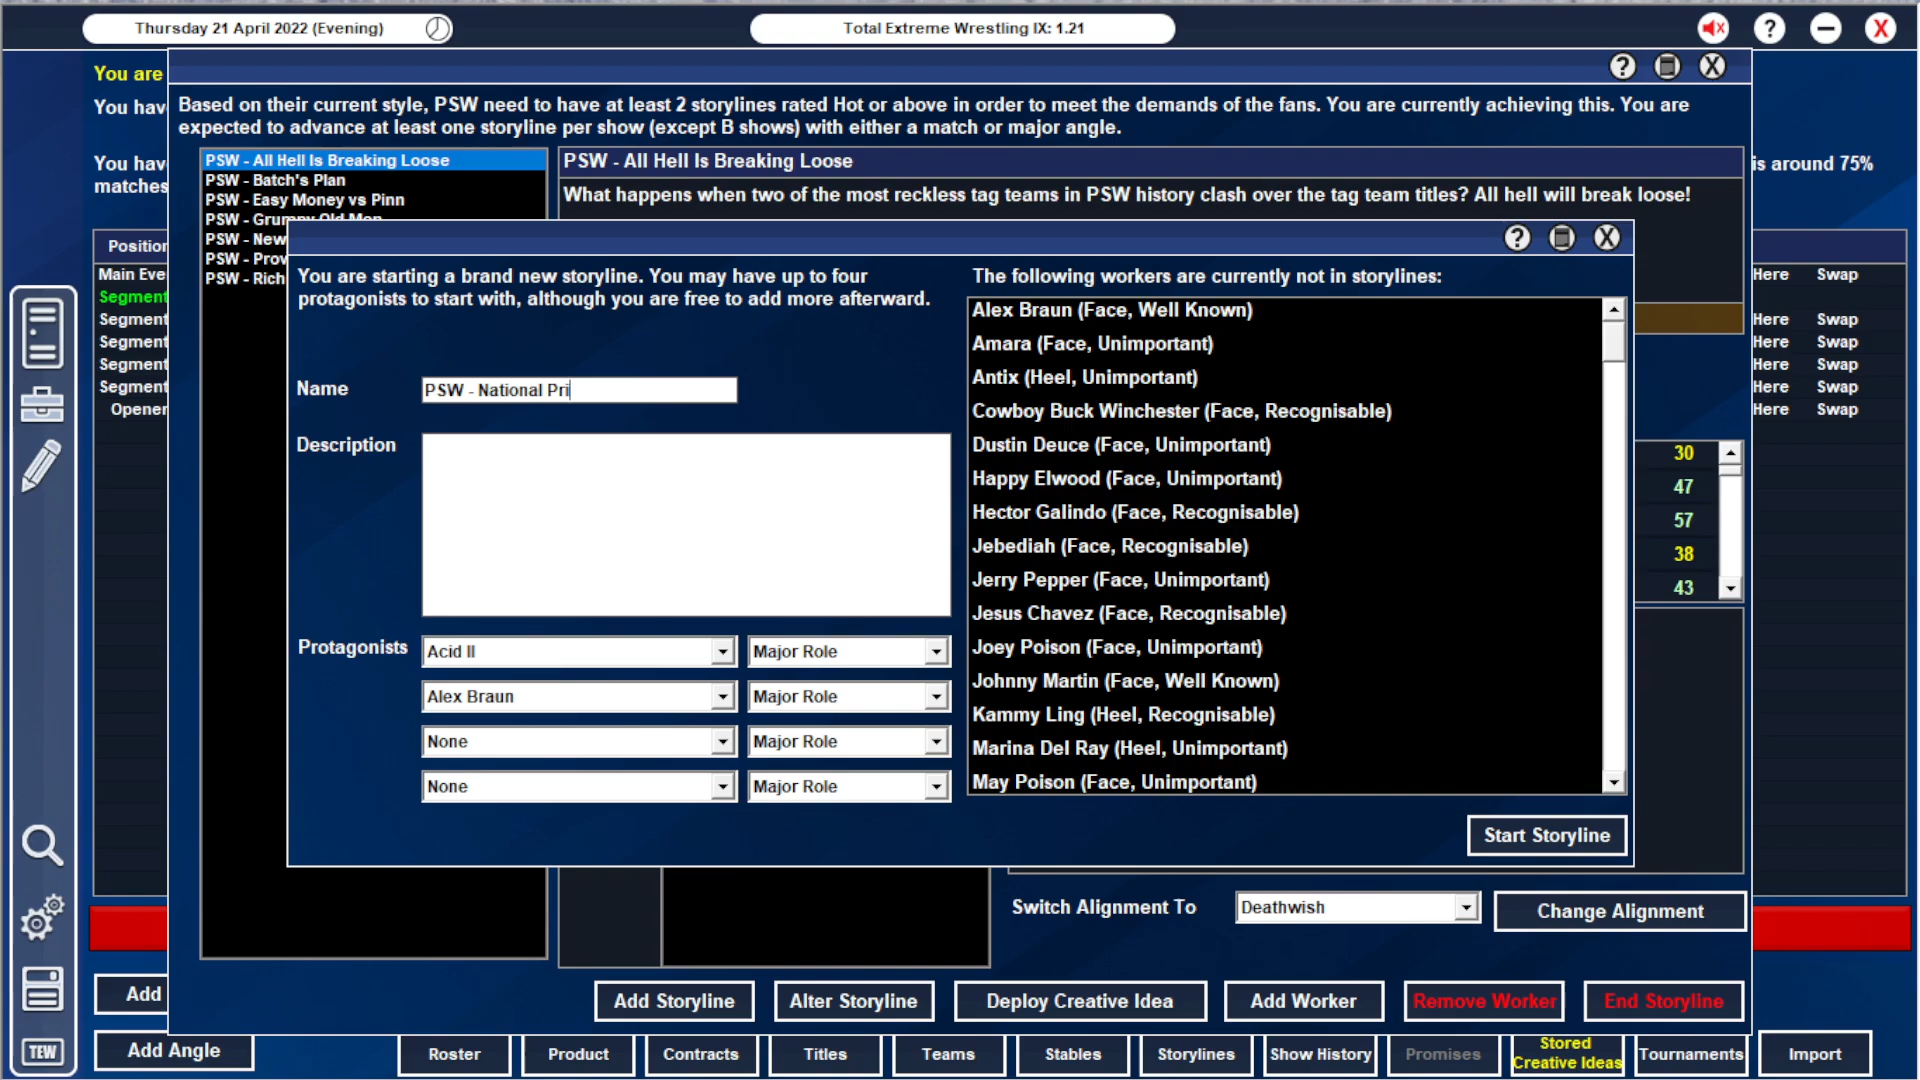 Thursday 21 April 2022 (Evening)
Total Extreme Wrestling IX: 1.21
You are
You hav
You hav
matches
is around 75%
Based on their current style, PSW need to have at least 2 storylines rated Hot or above in order to meet the demands of the fans. You are currently achieving this. You are
expected to advance at least one storyline per show (except B shows) with either a match or major angle.
PSW - All Hell Is Breaking Loose
PSW - Batch's Plan
PSW - Easy Money vs Pinn
PSW - Grumpy Old Men
PSW - New
PSW - Prov
PSW - Rich
PSW - All Hell Is Breaking Loose
What happens when two of the most reckless tag teams in PSW history clash over the tag team titles? All hell will break loose!
Position
Main Eve
Segment
Segment
Segment
Segment
Segment
Opener
Here Swap
Here Swap
Here Swap
Here Swap
Here Swap
Here Swap
You are starting a brand new storyline. You may have up to four
protagonists to start with, although you are free to add more afterward.
Name
PSW - National Pri
Description
Protagonists
Acid II Major Role
Alex Braun Major Role
None Major Role
None Major Role
The following workers are currently not in storylines:
Alex Braun (Face, Well Known)
Amara (Face, Unimportant)
Antix (Heel, Unimportant)
Cowboy Buck Winchester (Face, Recognisable)
Dustin Deuce (Face, Unimportant)
Happy Elwood (Face, Unimportant)
Hector Galindo (Face, Recognisable)
Jebediah (Face, Recognisable)
Jerry Pepper (Face, Unimportant)
Jesus Chavez (Face, Recognisable)
Joey Poison (Face, Unimportant)
Johnny Martin (Face, Well Known)
Kammy Ling (Heel, Recognisable)
Marina Del Ray (Heel, Unimportant)
May Poison (Face, Unimportant)
Start Storyline
30
47
57
38
43
Switch Alignment To
Deathwish
Change Alignment
Add Storyline
Alter Storyline
Deploy Creative Idea
Add Worker
Remove Worker
End Storyline
Add
Add Angle
Roster
Product
Contracts
Titles
Teams
Stables
Storylines
Show History
Promises
Stored
Creative Ideas
Tournaments
Import
TEW